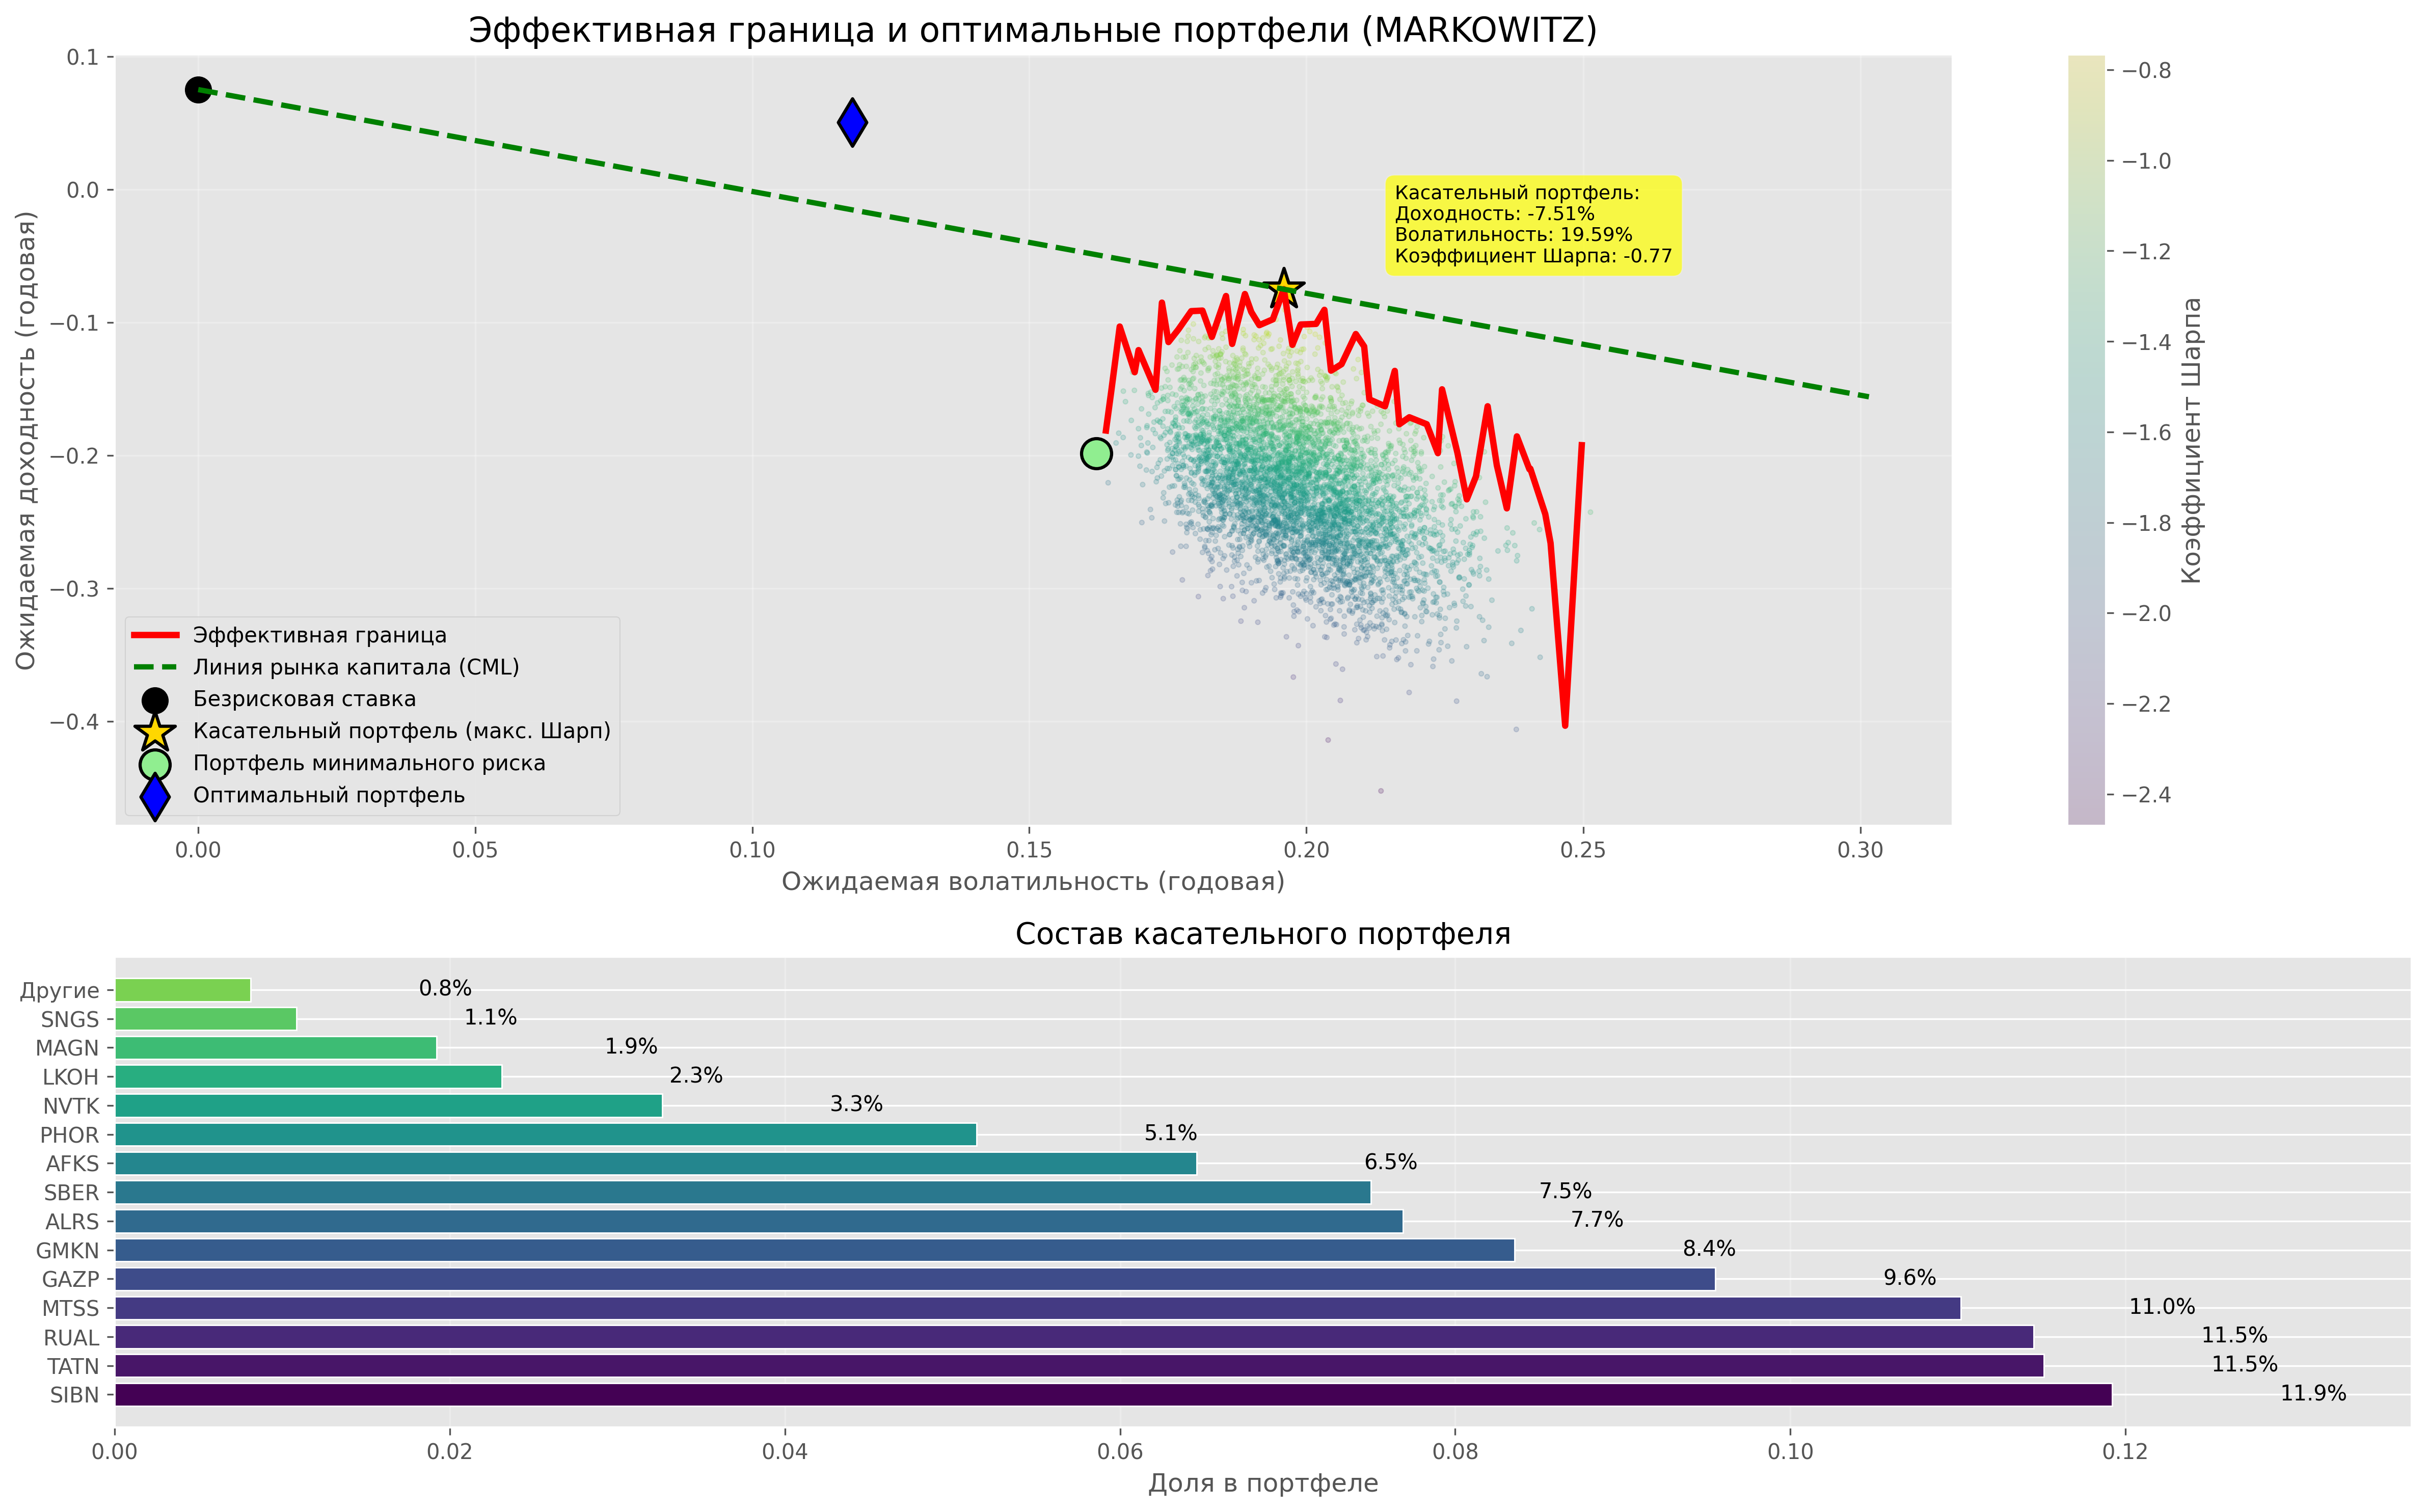 Эффективная граница и оптимальные портфели (MARKOWITZ)
Ожидаемая доходность (годовая)
0.1
0.0
−0.1
−0.2
−0.3
−0.4
Касательный портфель:
Доходность: -7.51%
Волатильность: 19.59%
Коэффициент Шарпа: -0.77
Эффективная граница
Линия рынка капитала (CML)
Безрисковая ставка
Касательный портфель (макс. Шарп)
Портфель минимального риска
Оптимальный портфель
0.00 0.05 0.10 0.15 0.20 0.25 0.30
Ожидаемая волатильность (годовая)
−0.8
−1.0
−1.2
−1.4
−1.6
−1.8
−2.0
−2.2
−2.4
Коэффициент Шарпа
Состав касательного портфеля
Другие 0.8%
SNGS 1.1%
MAGN 1.9%
LKOH 2.3%
NVTK 3.3%
PHOR 5.1%
AFKS 6.5%
SBER 7.5%
ALRS 7.7%
GMKN 8.4%
GAZP 9.6%
MTSS 11.0%
RUAL 11.5%
TATN 11.5%
SIBN 11.9%
0.00 0.02 0.04 0.06 0.08 0.10 0.12
Доля в портфеле